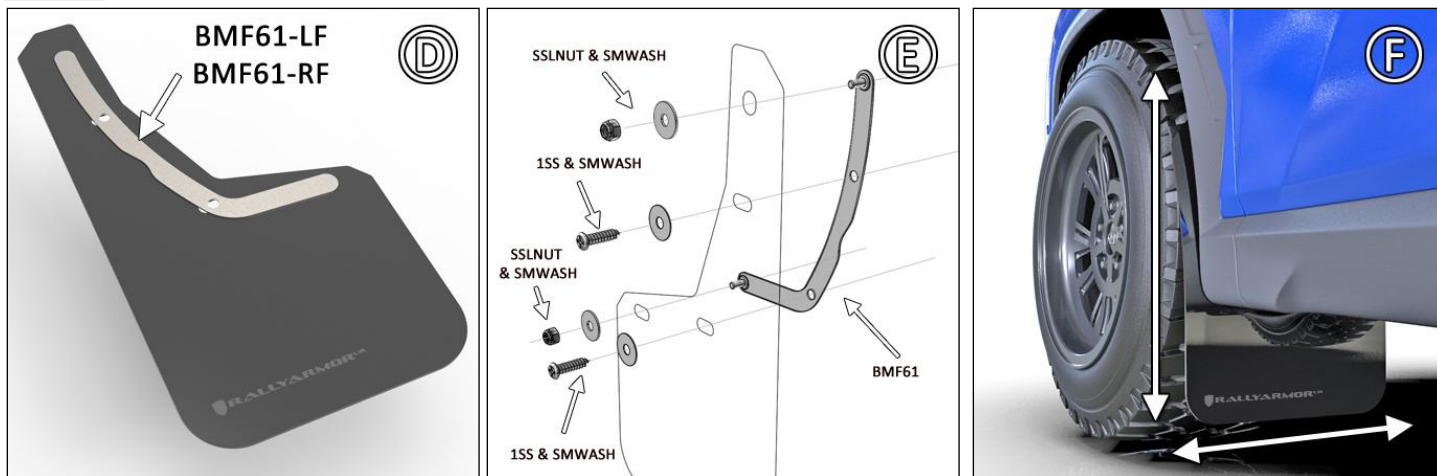 BMF61-LF
BMF61-RF
D
RALLYARMOR
SSLNUT & SMWASH
E
1SS & SMWASH
SSLNUT
& SMWASH
BMF61
1SS & SMWASH
F
RALLYARMOR